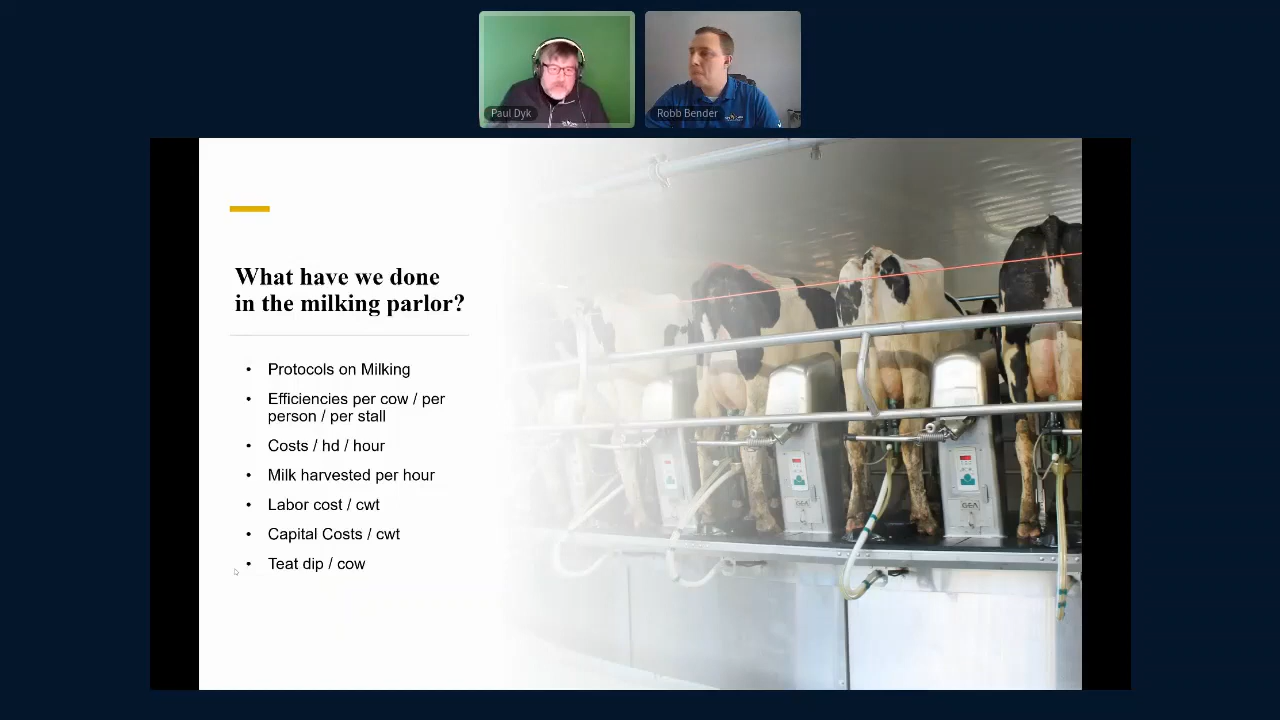 Paul Dyk
Robb Bender
What have we done
in the milking parlor?
• Protocols on Milking
• Efficiencies per cow / per
person / per stall
• Costs / hd / hour
• Milk harvested per hour
• Labor cost / cwt
• Capital Costs / cwt
• Teat dip / cow
GEA